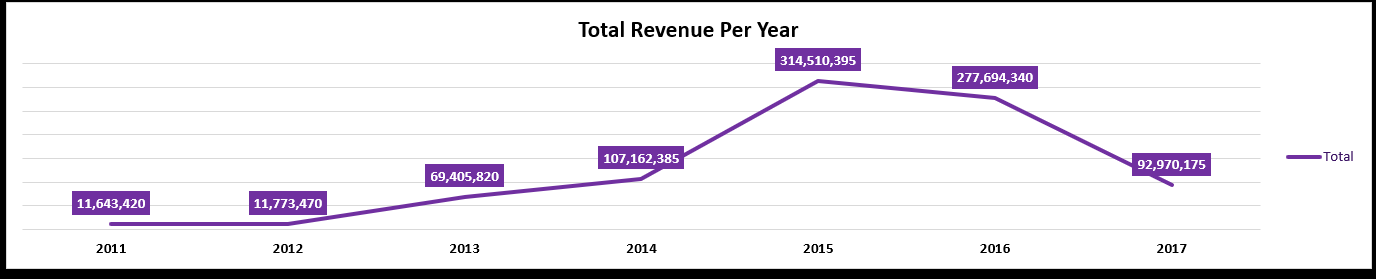 Total Revenue Per Year
314,510,395
277,694,340
107,162,385
92,970,175
69,405,820
11,643,420
11,773,470
Total
2011 2012 2013 2014 2015 2016 2017